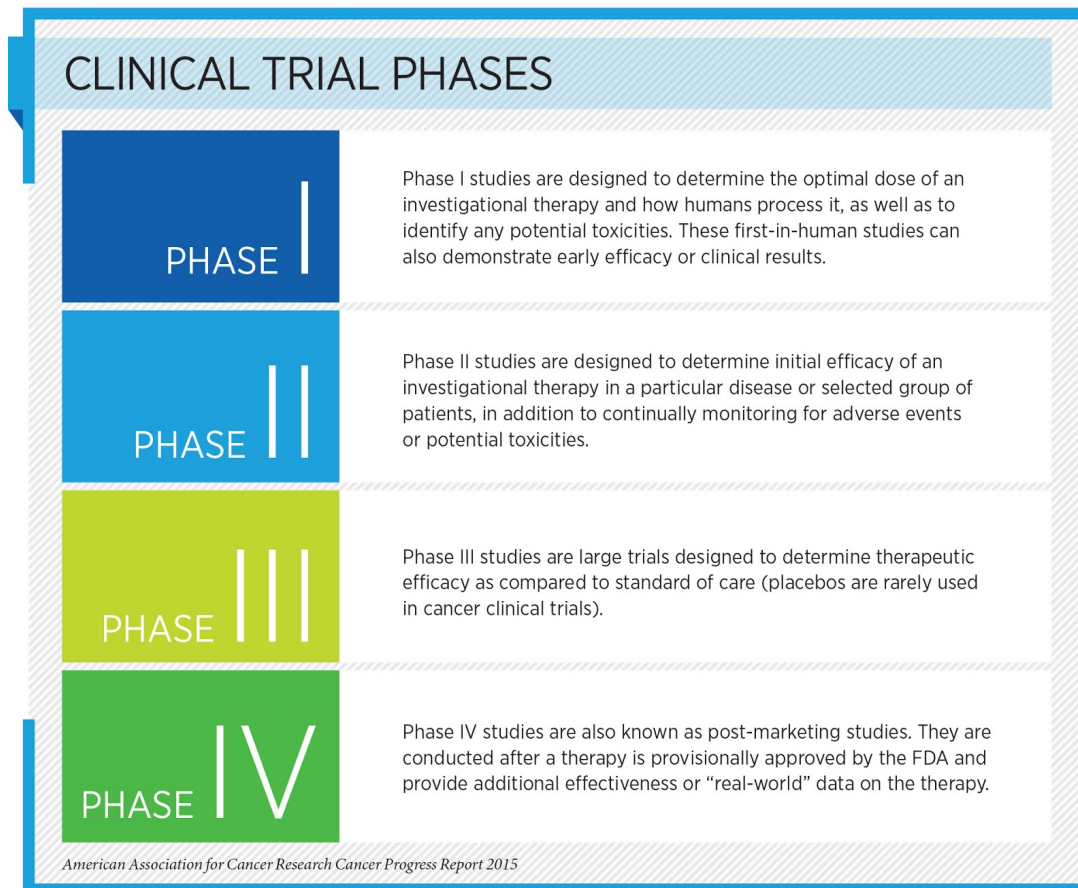 CLINICAL TRIAL PHASES
PHASE I
Phase I studies are designed to determine the optimal dose of an
investigational therapy and how humans process it, as well as to
identify any potential toxicities. These first-in-human studies can
also demonstrate early efficacy or clinical results.
PHASE II
Phase II studies are designed to determine initial efficacy of an
investigational therapy in a particular disease or selected group of
patients, in addition to continually monitoring for adverse events
or potential toxicities.
PHASE III
Phase III studies are large trials designed to determine therapeutic
efficacy as compared to standard of care (placebos are rarely used
in cancer clinical trials).
PHASE IV
Phase IV studies are also known as post-marketing studies. They are
conducted after a therapy is provisionally approved by the FDA and
provide additional effectiveness or “real-world” data on the therapy.
American Association for Cancer Research Cancer Progress Report 2015